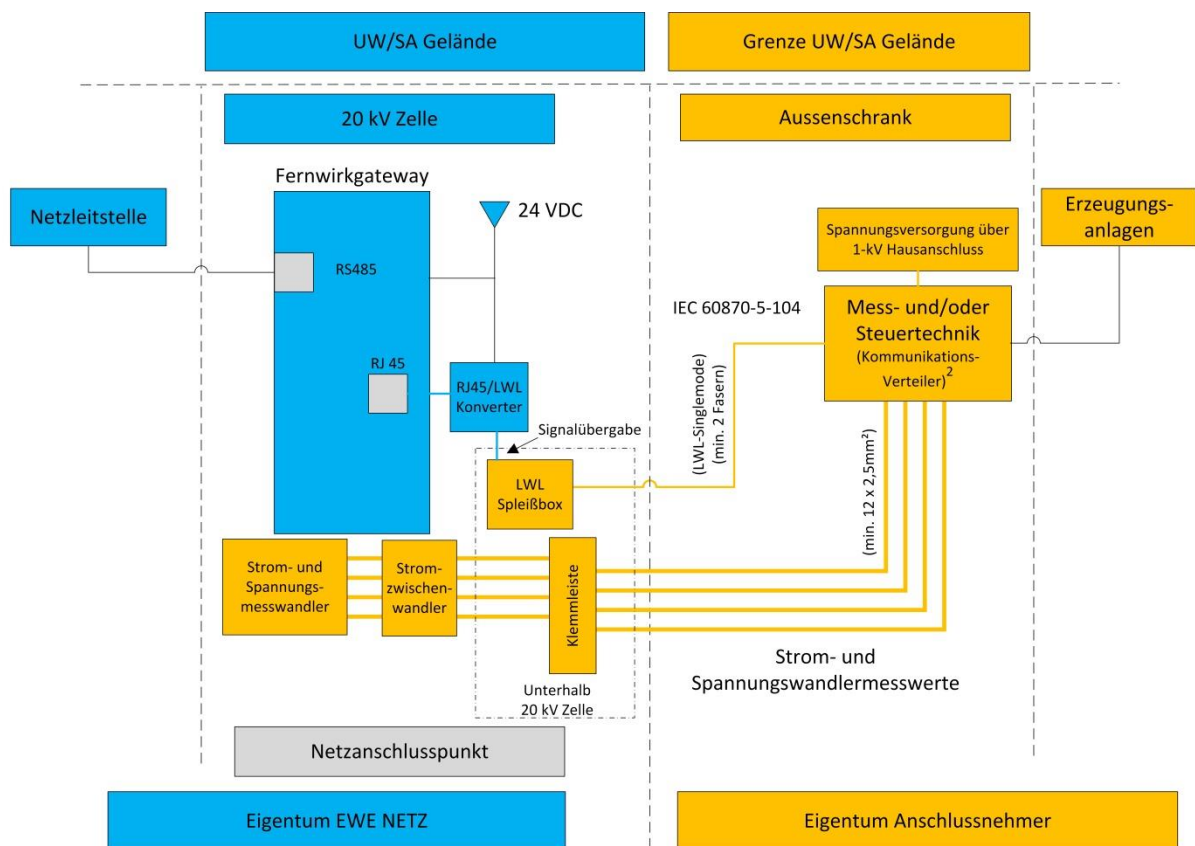 UW/SA Gelände
Grenze UW/SA Gelände
20 kV Zelle
Aussenschrank
Fernwirkgateway
Netzleitstelle
24 VDC
Erzeugungs-
anlagen
Spannungsversorgung über
1-kV Hausanschluss
RS485
IEC 60870-5-104
Mess- und/oder
Steuertechnik
(Kommunikations-
Verteiler)2
RJ 45
RJ45/LWL
Konverter
Signalübergabe
(LWL-Singlemode)
(min. 2 Fasern)
LWL
Spleißbox
(min. 12 x 2,5mm²)
Strom- und
Spannungs-
messwandler
Strom-
zwischen-
wandler
Klemmleiste
Strom- und
Spannungswandlermesswerte
Unterhalb
20 kV Zelle
Netzanschlusspunkt
Eigentum EWE NETZ
Eigentum Anschlussnehmer